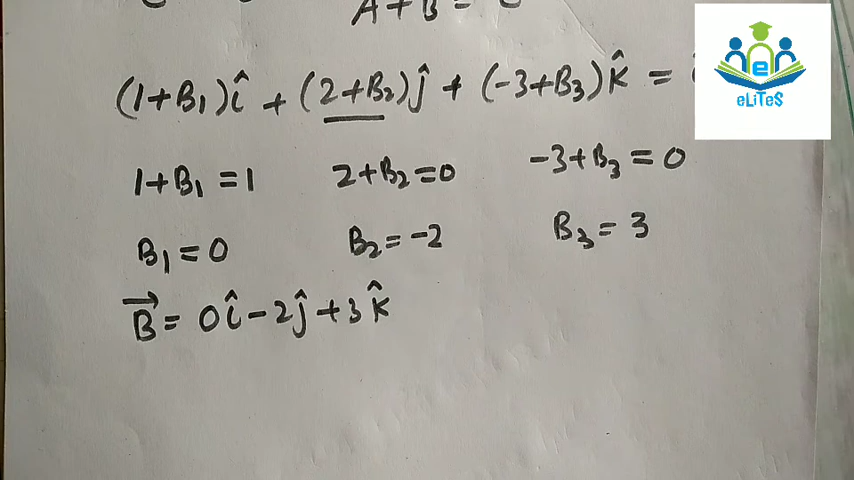 A + B =
(1+B₁)î + (2+B₂)ĵ + (-3+B₃)k̂ =
1+B₁ = 1 2+B₂ = 0 -3+B₃ = 0
B₁ = 0 B₂ = -2 B₃ = 3
B⃗ = 0î - 2ĵ + 3k̂
e
eLiTeS